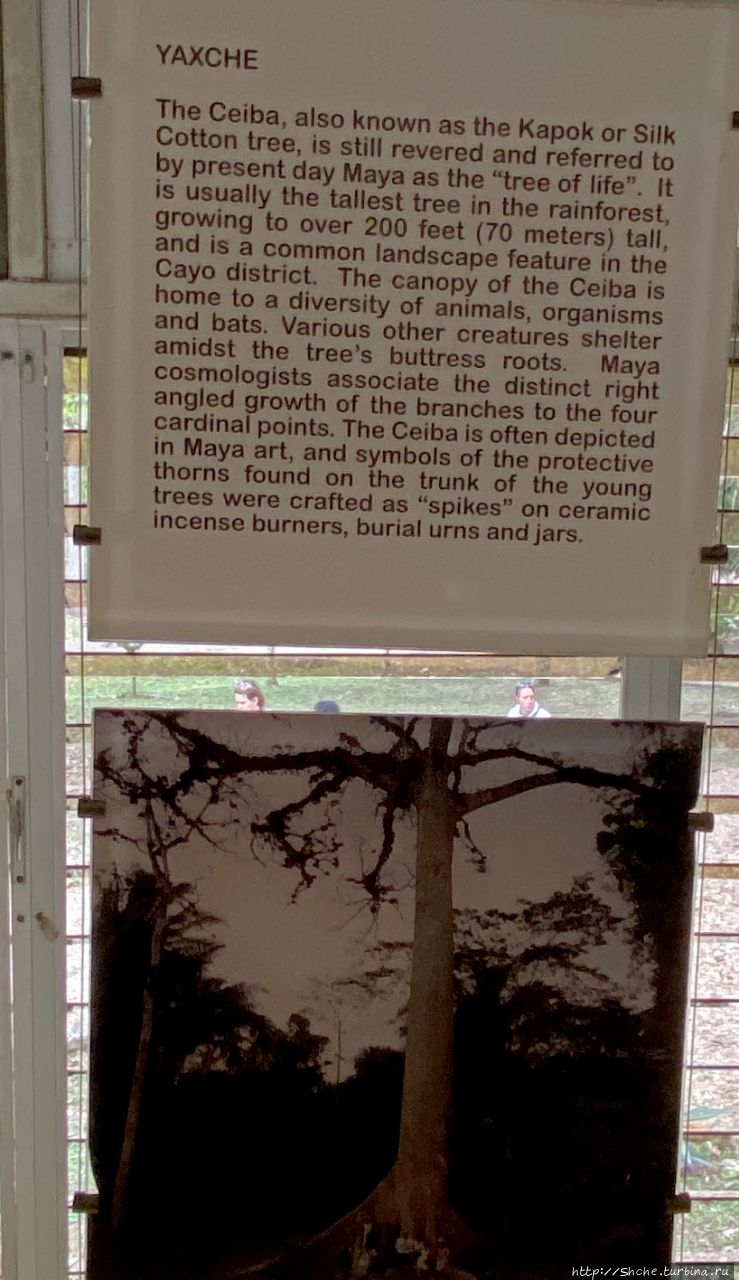 YAXCHE
The Ceiba, also known as the Kapok or Silk
Cotton tree, is still revered and referred to
by present day Maya as the “tree of life”. It
is usually the tallest tree in the rainforest,
growing to over 200 feet (70 meters) tall,
and is a common landscape feature in the
Cayo district. The canopy of the Ceiba is
home to a diversity of animals, organisms
and bats. Various other creatures shelter
amidst the tree’s buttress roots. Maya
cosmologists associate the distinct right
angled growth of the branches to the four
cardinal points. The Ceiba is often depicted
in Maya art, and symbols of the protective
thorns found on the trunk of the young
trees were crafted as “spikes” on ceramic
incense burners, burial urns and jars.
http://Shche.turbina.ru